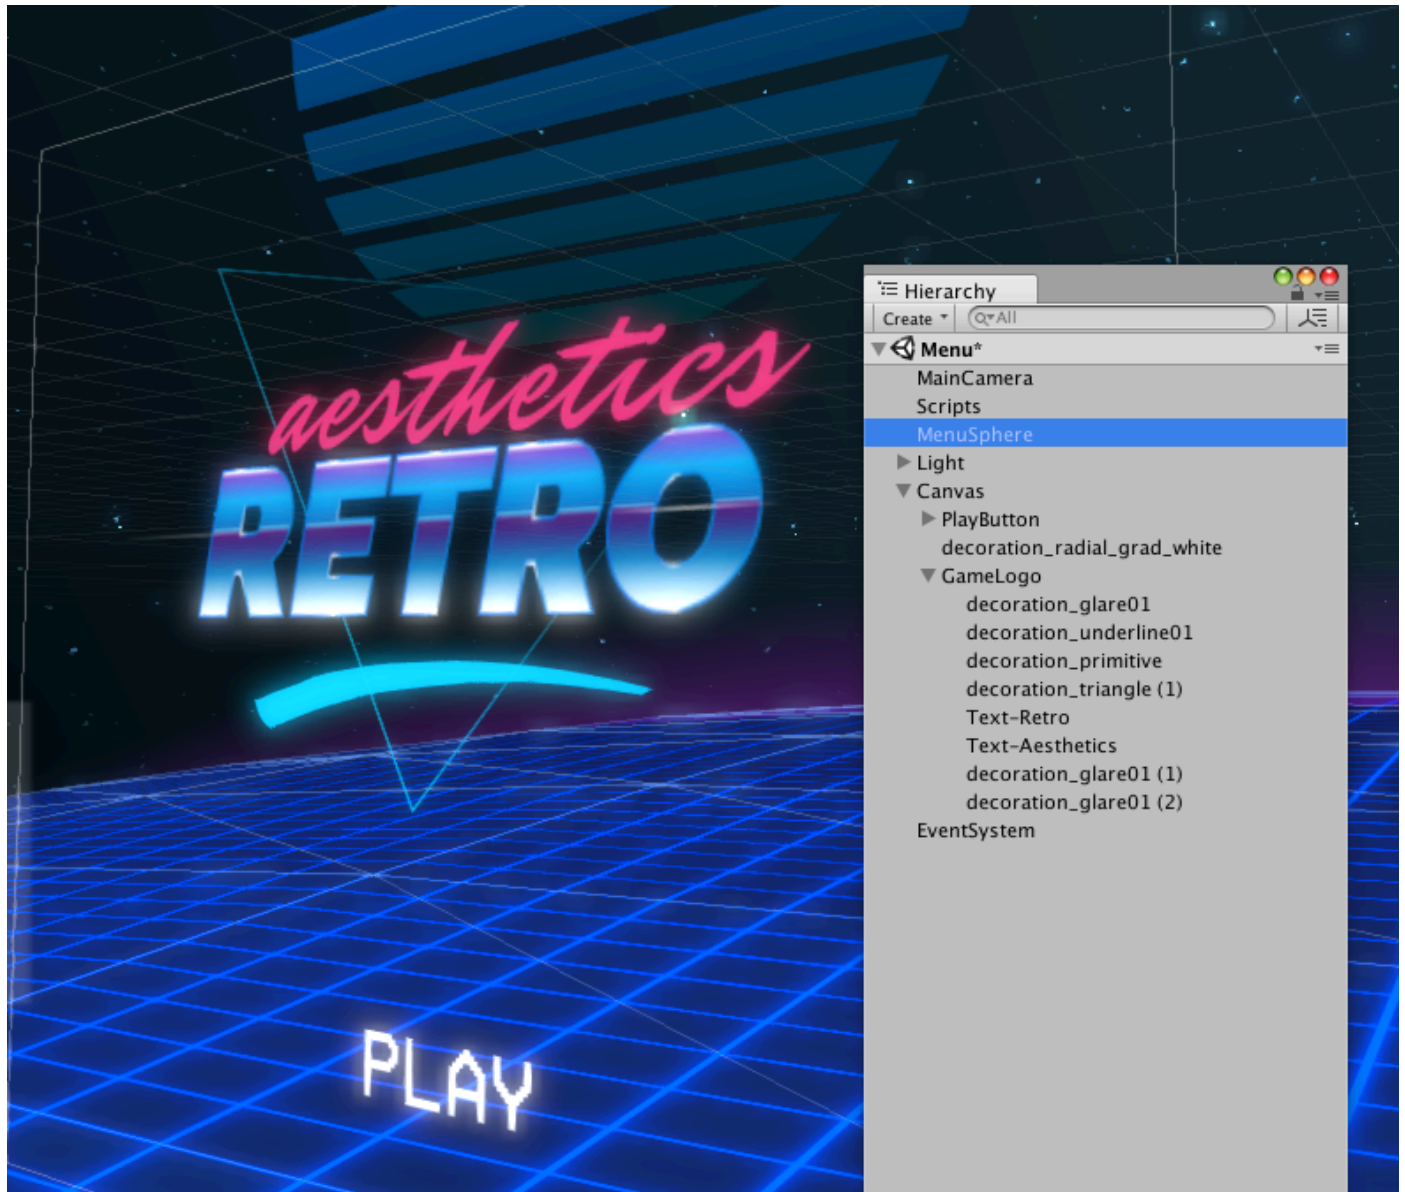 aesthetics
RETRO
PLAY
Hierarchy
Create
All
Menu*
MainCamera
Scripts
MenuSphere
Light
Canvas
PlayButton
decoration_radial_grad_white
GameLogo
decoration_glare01
decoration_underline01
decoration_primitive
decoration_triangle (1)
Text-Retro
Text-Aesthetics
decoration_glare01 (1)
decoration_glare01 (2)
EventSystem